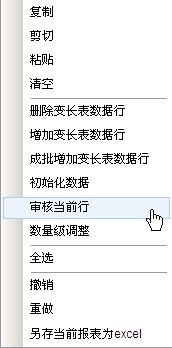 复制
剪切
粘贴
清空
删除变长表数据行
增加变长表数据行
成批增加变长表数据行
初始化数据
审核当前行
数量级调整
全选
撤销
重做
另存当前报表为excel